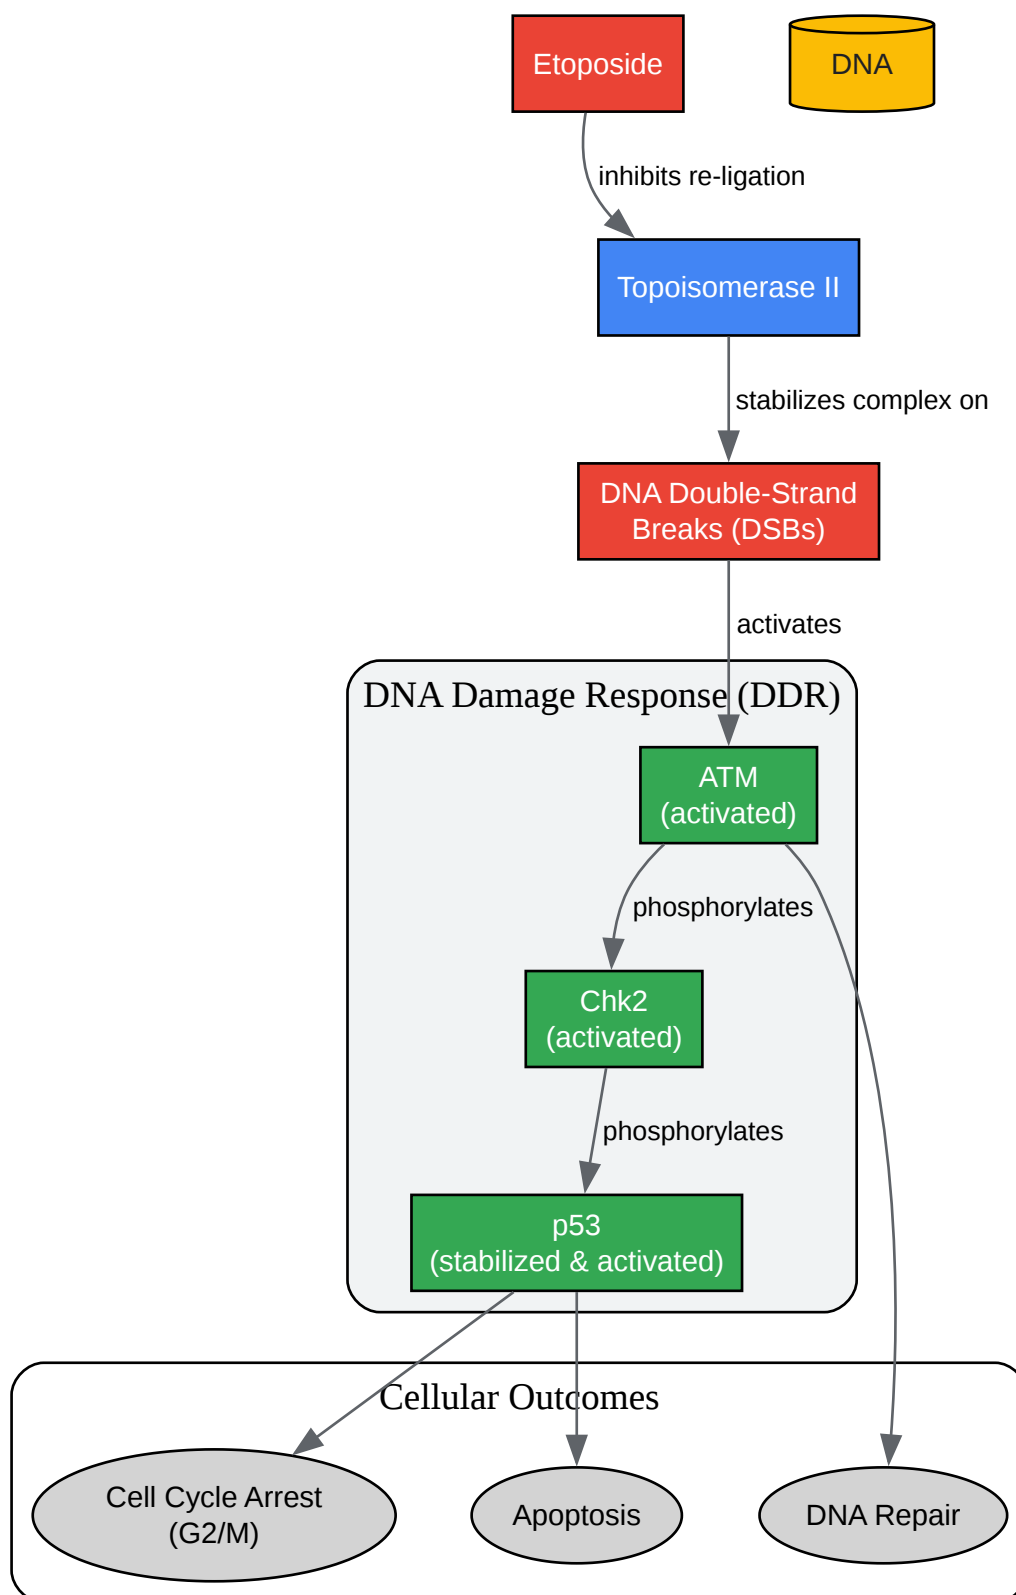 Etoposide
DNA
inhibits re-ligation
Topoisomerase II
stabilizes complex on
DNA Double-Strand
Breaks (DSBs)
activates
DNA Damage Response (DDR)
ATM
(activated)
phosphorylates
Chk2
(activated)
phosphorylates
p53
(stabilized & activated)
Cellular Outcomes
Cell Cycle Arrest
(G2/M)
Apoptosis
DNA Repair